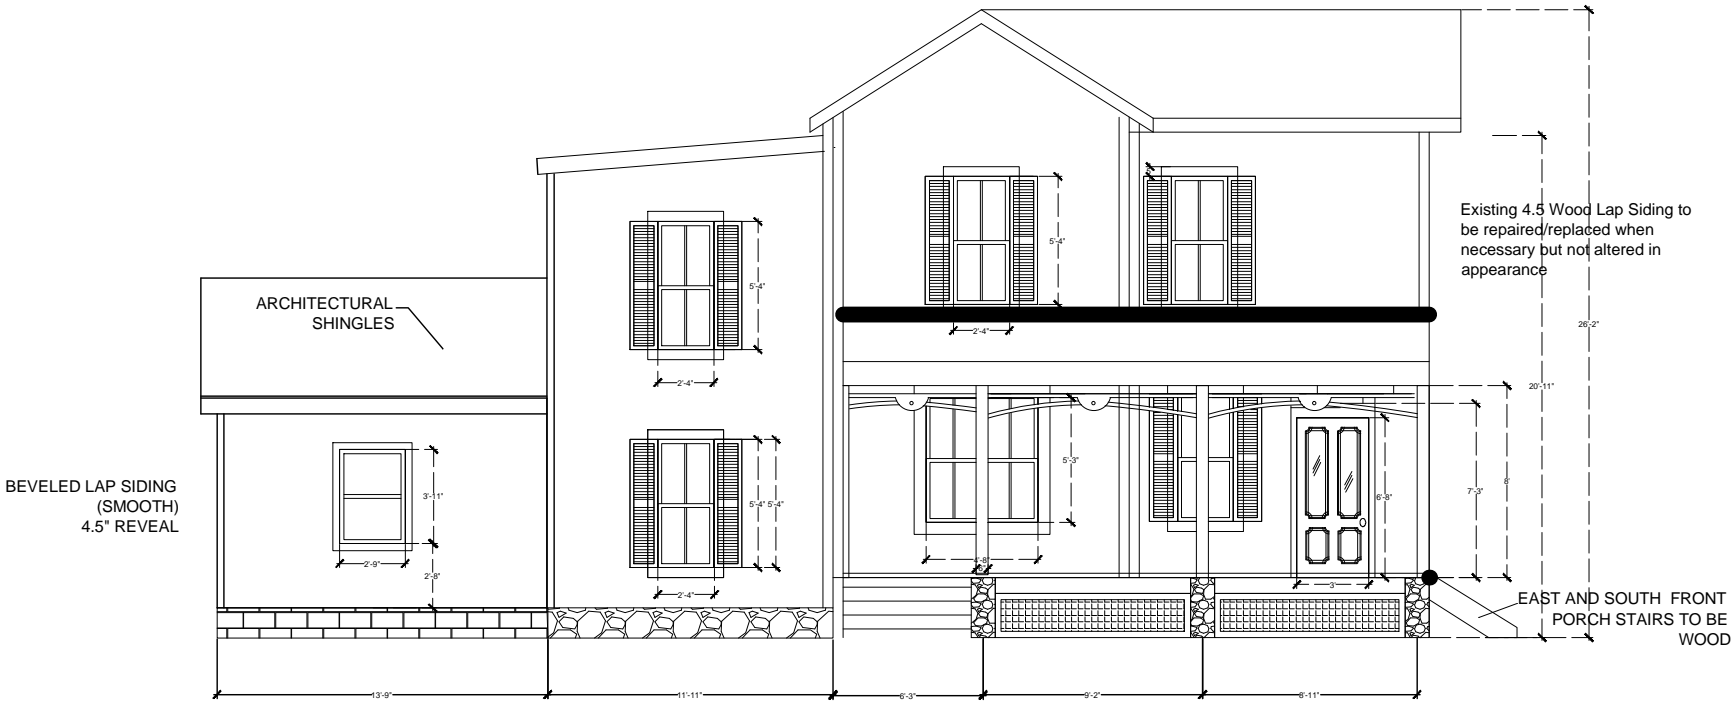 Existing 4.5 Wood Lap Siding to
be repaired/replaced when
necessary but not altered in
appearance
ARCHITECTURAL
SHINGLES
BEVELED LAP SIDING
(SMOOTH)
4.5" REVEAL
EAST AND SOUTH FRONT
PORCH STAIRS TO BE
WOOD
5'-4"
5'-4"
2'-4"
2'-4"
26'-2"
20'-11"
3'-11"
2'-9"
2'-8"
5'-4"
5'-4"
2'-4"
5'-3"
4'-8"
6"
6'-8"
3'
7'-3"
8'
13'-9"
11'-11"
6'-3"
9'-2"
8'-11"